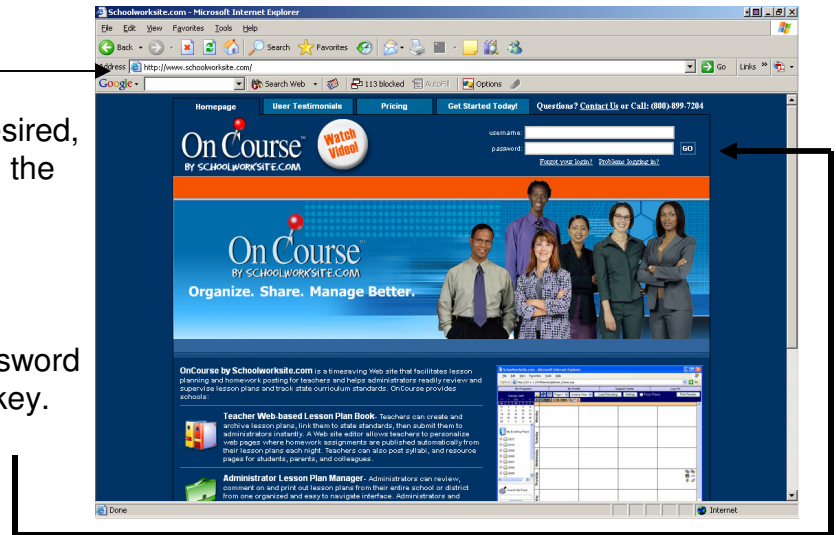 Schoolworksite.com - Microsoft Internet Explorer
File Edit View Favorites Tools Help
Back Search Favorites
Address http://www.schoolworksite.com/ Go Links »
Google Search Web 113 blocked AutoFill Options
esired,
the
ssword
key.
Homepage User Testimonials Pricing Get Started Today! Questions? Contact Us or Call: (800)-899-7204
On Course™
BY SCHOOLWORKSITE.COM
Watch
Video!
username:
password: GO
Forgot your login? Problems logging in?
On Course™
BY SCHOOLWORKSITE.COM
Organize. Share. Manage Better.
OnCourse by Schoolworksite.com is a timesaving Web site that facilitates lesson
planning and homework posting for teachers and helps administrators readily review and
supervise lesson plans and track state curriculum standards. OnCourse provides
schools:
Teacher Web-based Lesson Plan Book- Teachers can create and
archive lesson plans, link them to state standards, then submit them to
administrators instantly. A Web site editor allows teachers to personalize
web pages where homework assignments are published automatically from
their lesson plans each night. Teachers can also post syllabi, and resource
pages for students, parents, and colleagues.
Administrator Lesson Plan Manager- Administrators can review,
comment on and print out lesson plans from their entire school or district
from one organized and easy to navigate interface. Administrators and
Done Internet